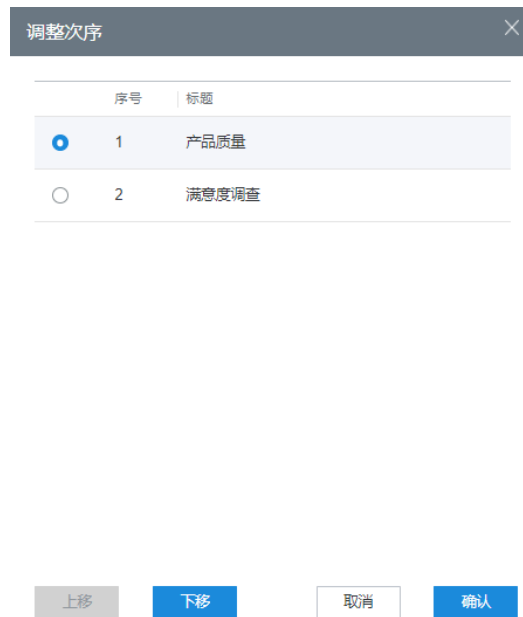 调整次序
序号 标题
1 产品质量
2 满意度调查
上移 下移 取消 确认